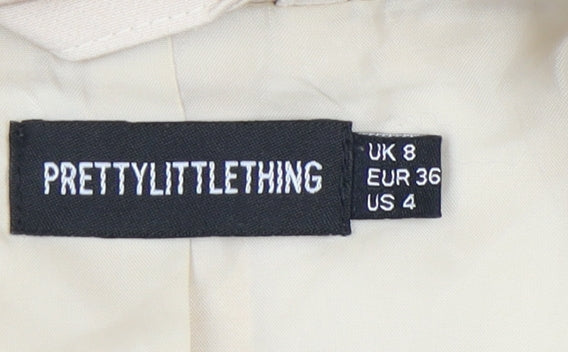 PRETTYLITTLETHING
UK 8
EUR 36
US 4